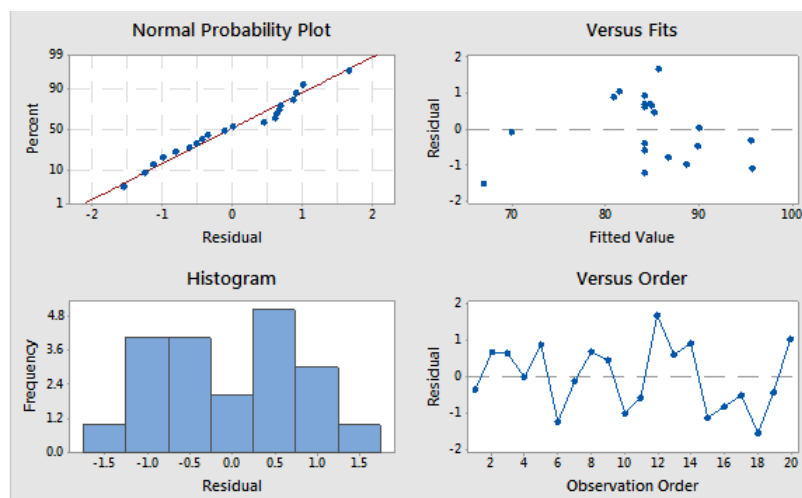 Normal Probability Plot
99
90
50
10
1
Percent
-2 -1 0 1 2
Residual
Versus Fits
2
1
0
-1
-2
Residual
70 80 90 100
Fitted Value
Histogram
4.8
3.6
2.4
1.2
0.0
Frequency
-1.5 -1.0 -0.5 0.0 0.5 1.0 1.5
Residual
Versus Order
2
1
0
-1
-2
Residual
2 4 6 8 10 12 14 16 18 20
Observation Order